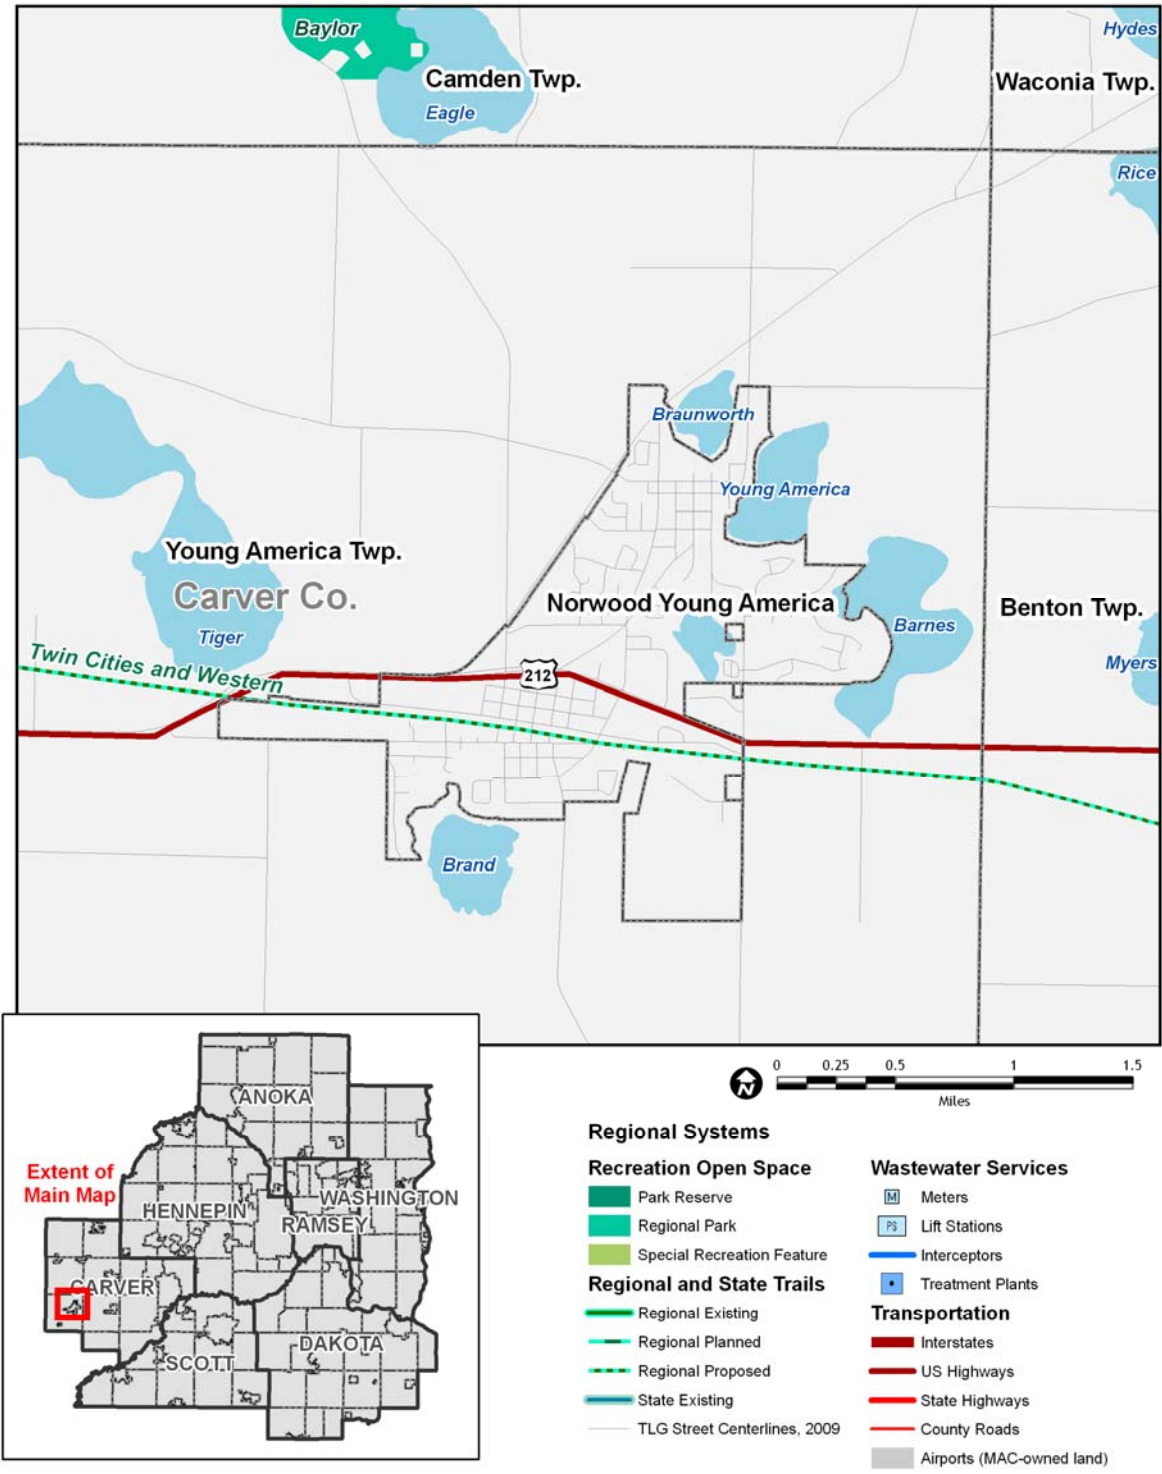 Baylor
Hydes
Camden Twp.
Waconia Twp.
Eagle
Rice
Braunworth
Young America
Young America Twp.
Carver Co.
Norwood Young America
Benton Twp.
Barnes
Tiger
Twin Cities and Western
Myers
212
Brand
0 0.25 0.5 1 1.5
Miles
N
ANOKA
Extent of
Main Map
WASHINGTON
HENNEPIN
RAMSEY
CARVER
DAKOTA
SCOTT
Regional Systems
Recreation Open Space
Park Reserve
Regional Park
Special Recreation Feature
Regional and State Trails
Regional Existing
Regional Planned
Regional Proposed
State Existing
TLG Street Centerlines, 2009
Wastewater Services
M Meters
PS Lift Stations
Interceptors
Treatment Plants
Transportation
Interstates
US Highways
State Highways
County Roads
Airports (MAC-owned land)